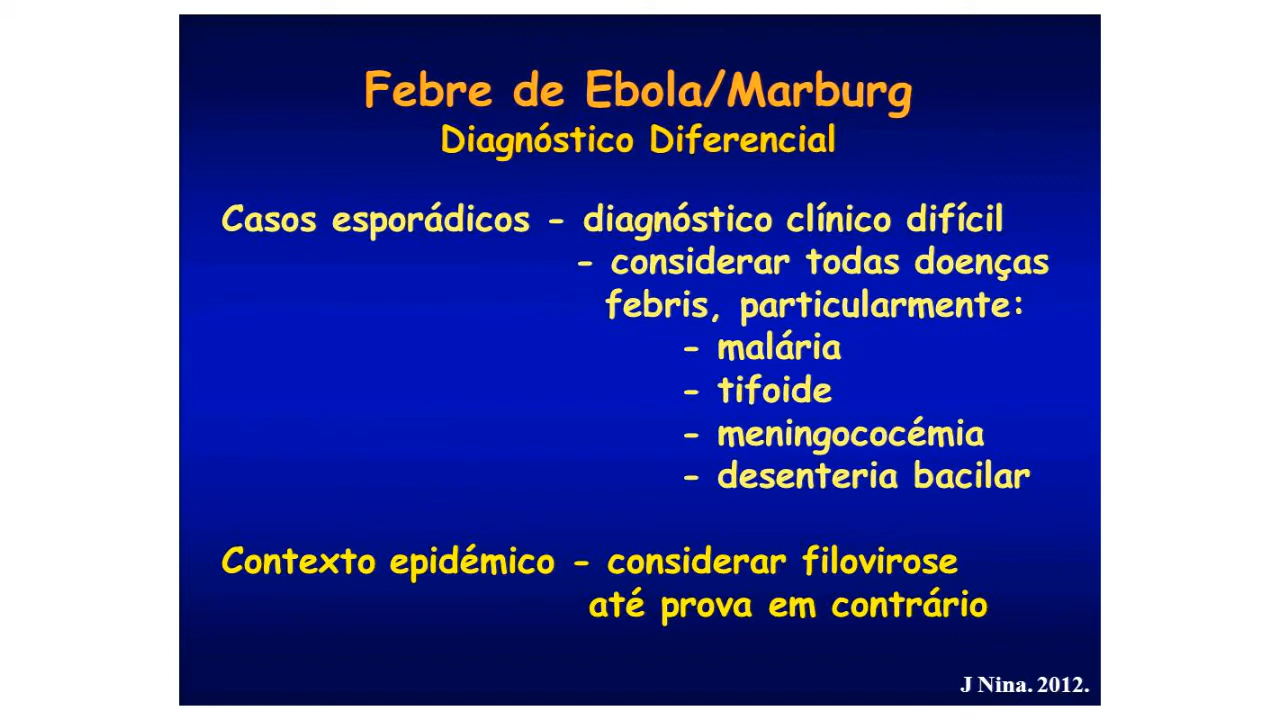 Febre de Ebola/Marburg
Diagnóstico Diferencial
Casos esporádicos - diagnóstico clínico difícil
- considerar todas doenças
febris, particularmente:
- malária
- tifoide
- meningococémia
- desenteria bacilar
Contexto epidémico - considerar filovirose
até prova em contrário
J Nina. 2012.